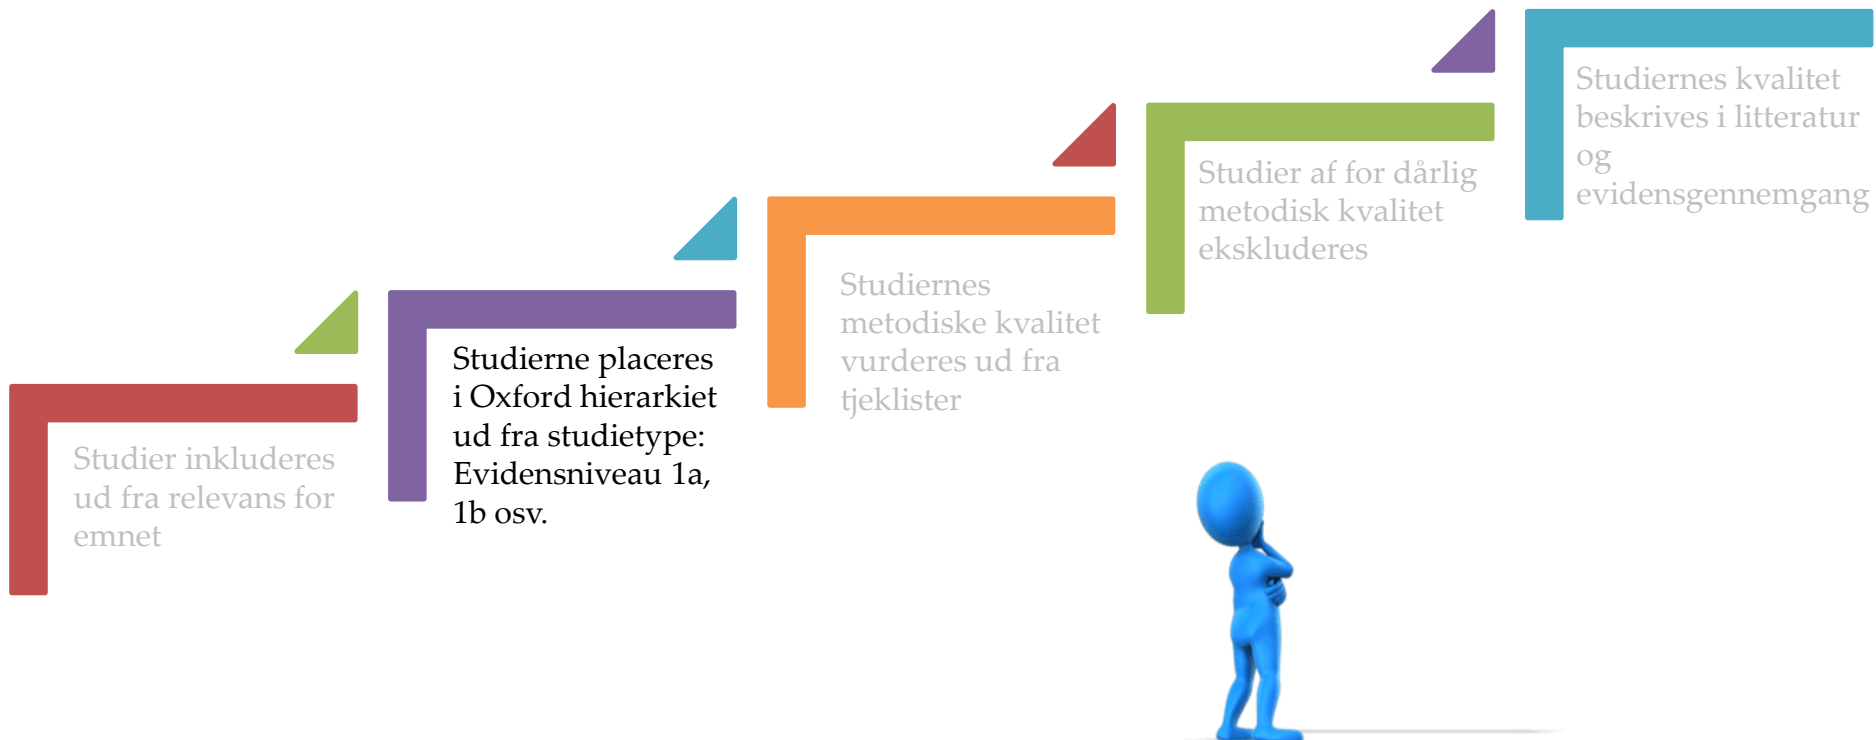 Studier inkluderes
ud fra relevans for
emnet
Studierne placeres
i Oxford hierarkiet
ud fra studietype:
Evidensniveau 1a,
1b osv.
Studiernes
metodiske kvalitet
vurderes ud fra
tjeklister
Studier af for dårlig
metodisk kvalitet
ekskluderes
Studiernes kvalitet
beskrives i litteratur
og
evidensgennemgang